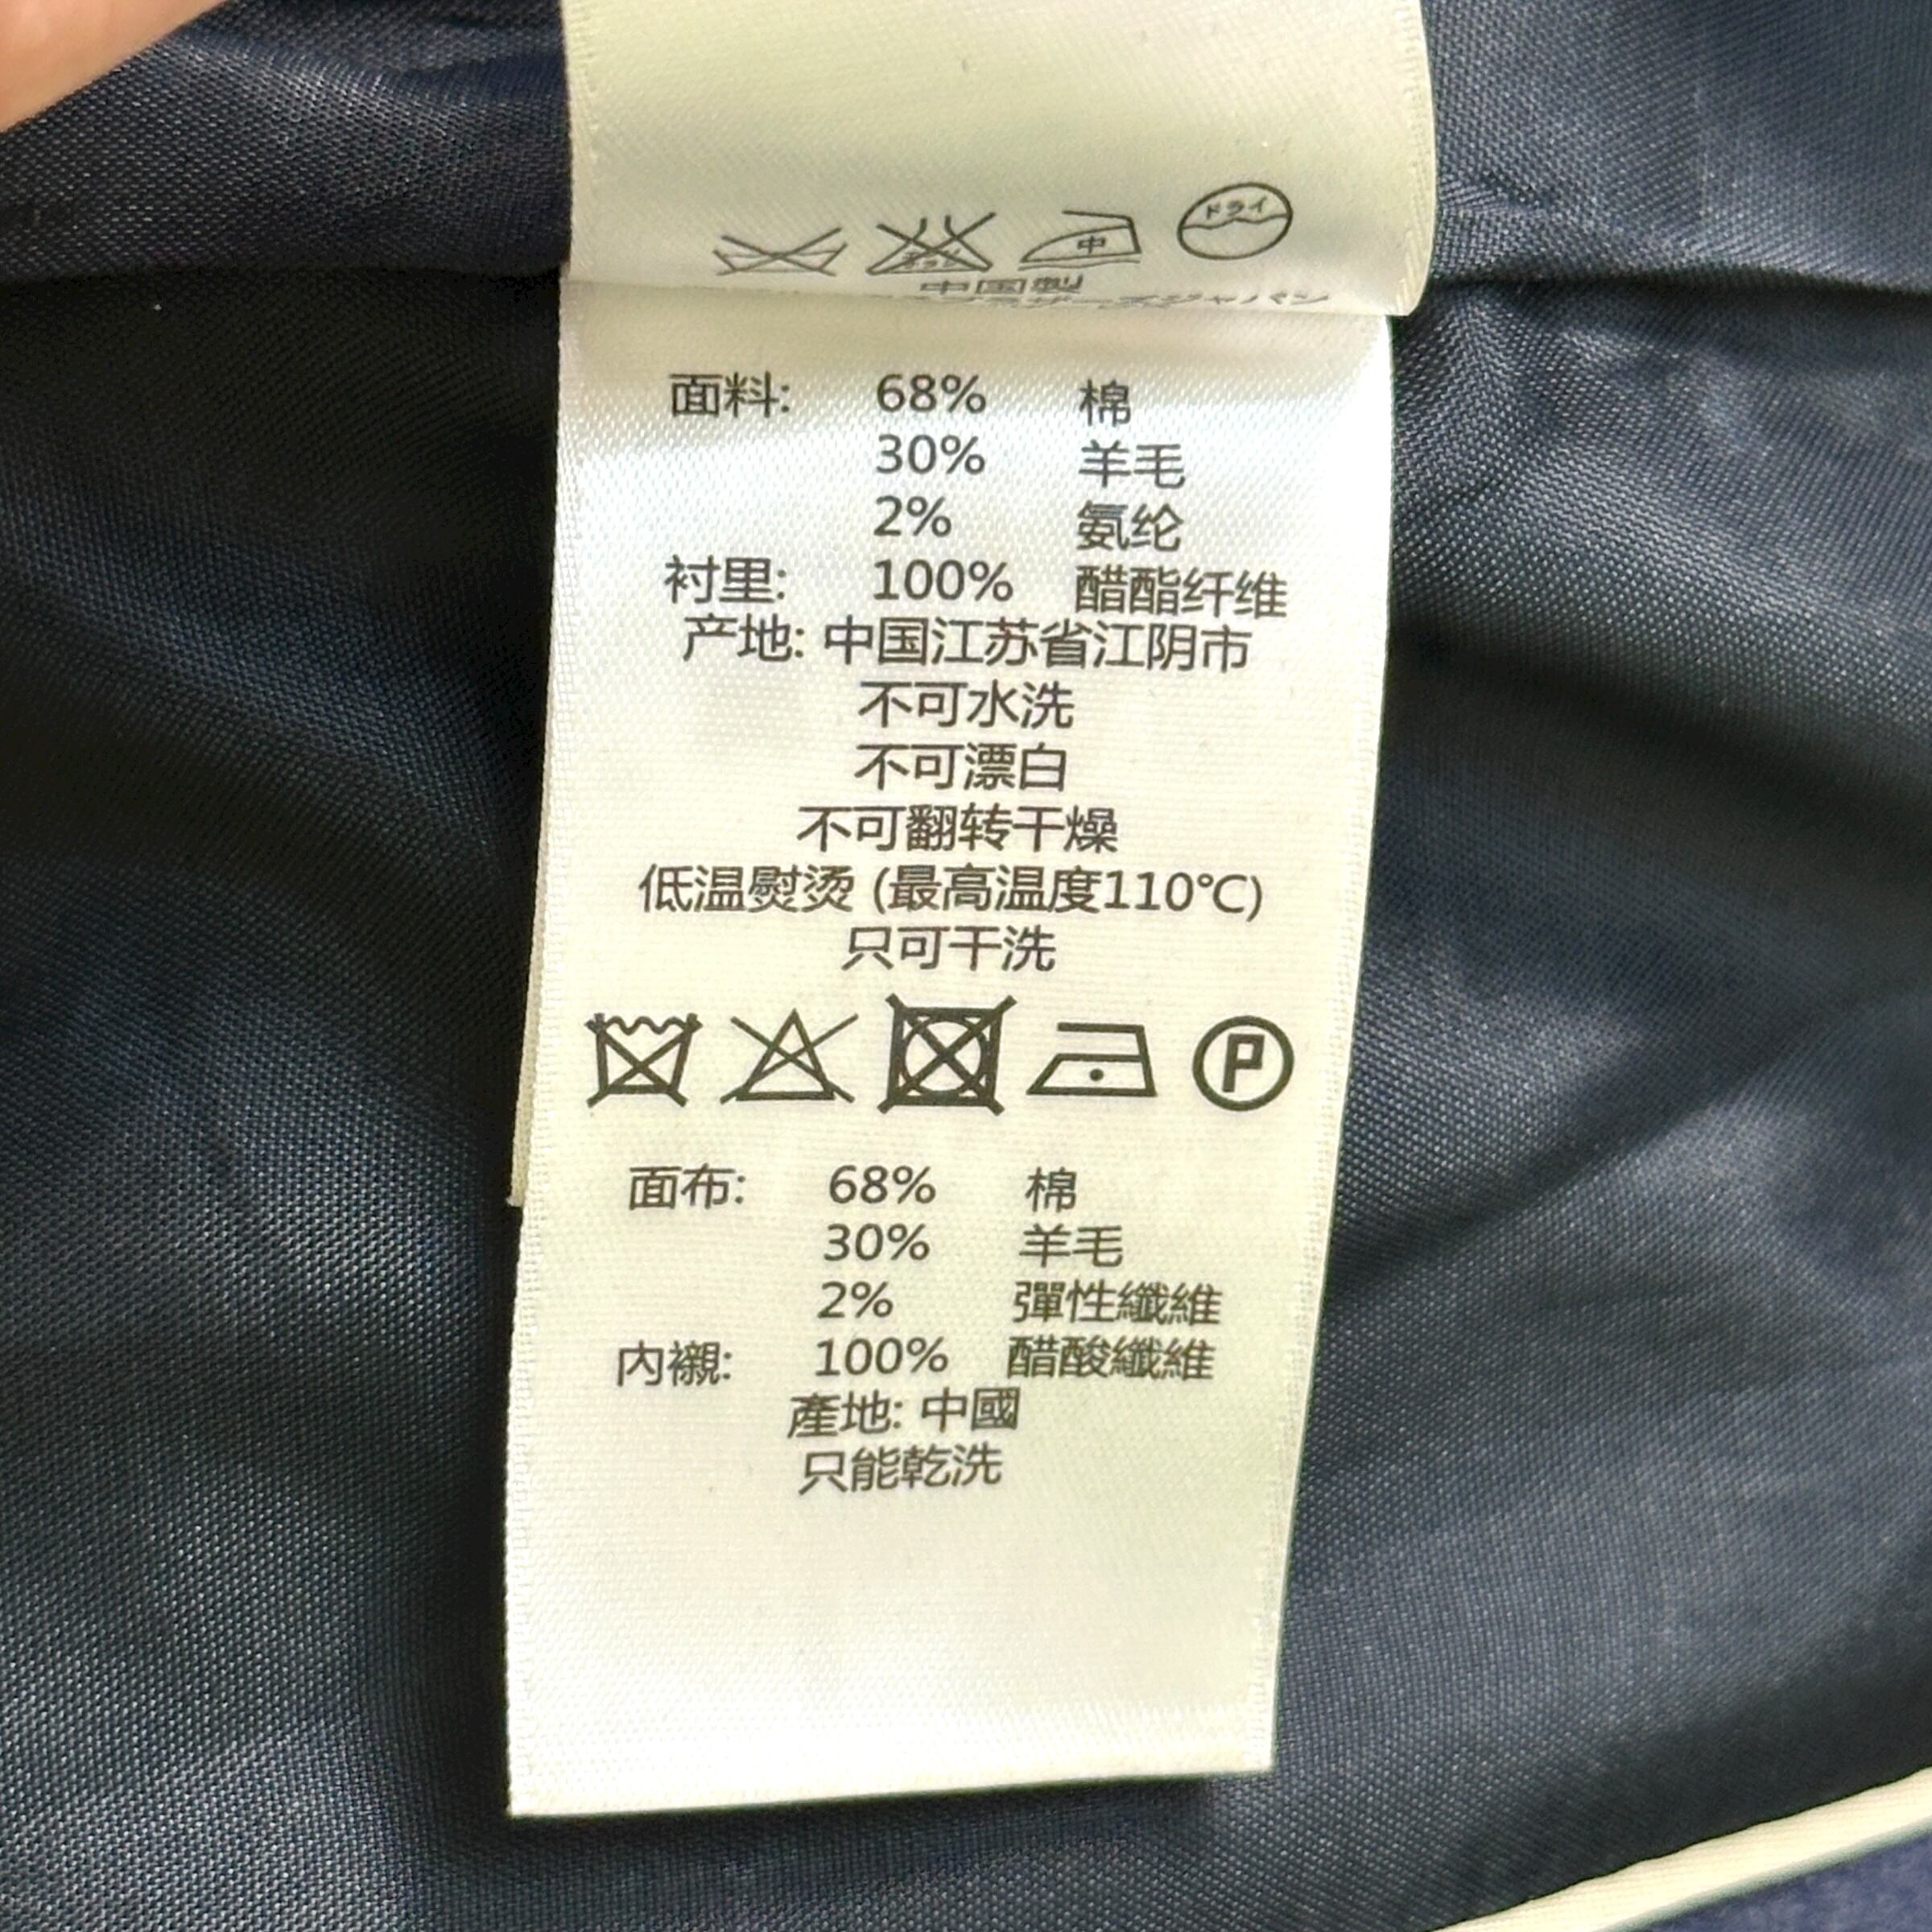 ドライ
中
中国製
面料: 68% 棉
30% 羊毛
2% 氨纶
衬里: 100% 醋酯纤维
产地: 中国江苏省江阴市
不可水洗
不可漂白
不可翻转干燥
低温熨烫 (最高温度110℃)
只可干洗
P
面布: 68% 棉
30% 羊毛
2% 彈性纖維
內襯: 100% 醋酸纖維
產地: 中國
只能乾洗